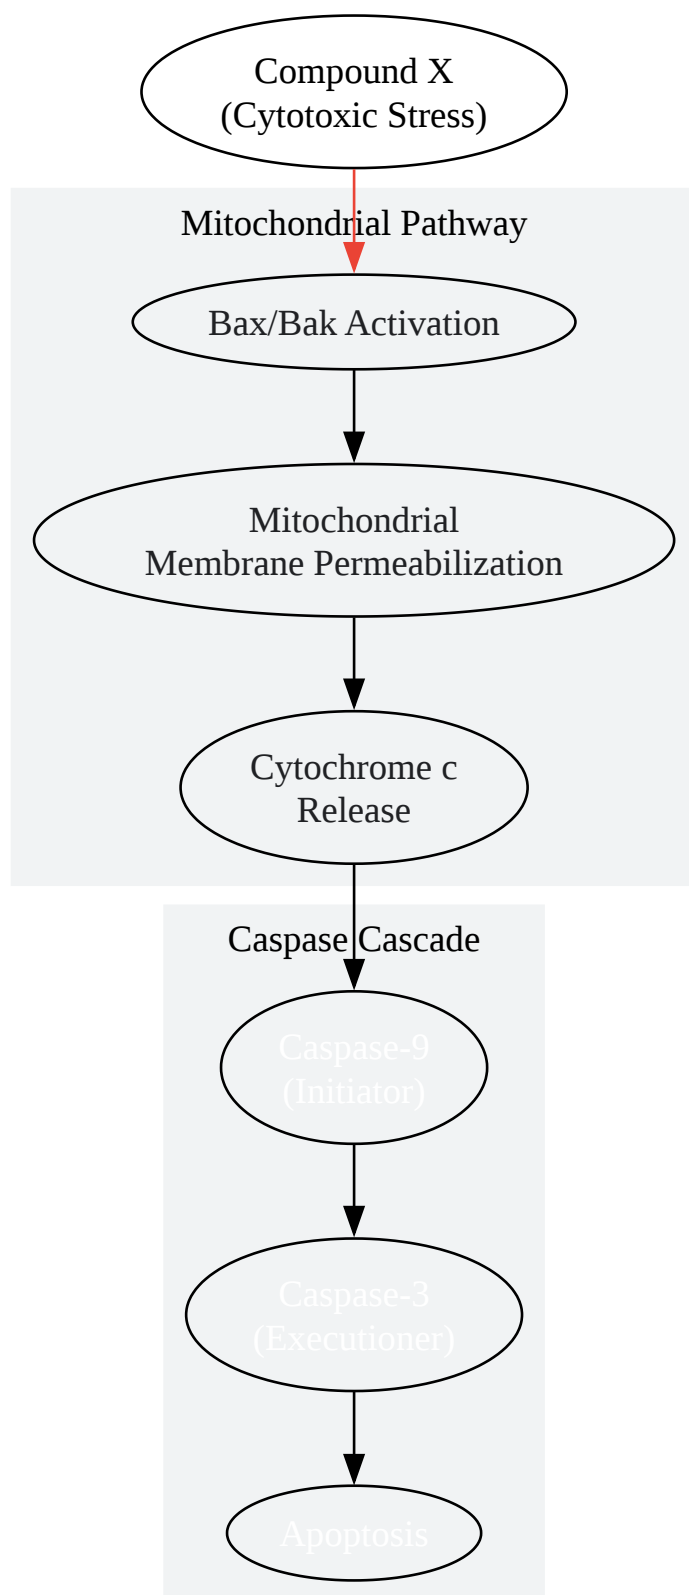 Compound X
(Cytotoxic Stress)
Mitochondrial Pathway
Bax/Bak Activation
Mitochondrial
Membrane Permeabilization
Cytochrome c
Release
Caspase Cascade
Caspase-9
(Initiator)
Caspase-3
(Executioner)
Apoptosis